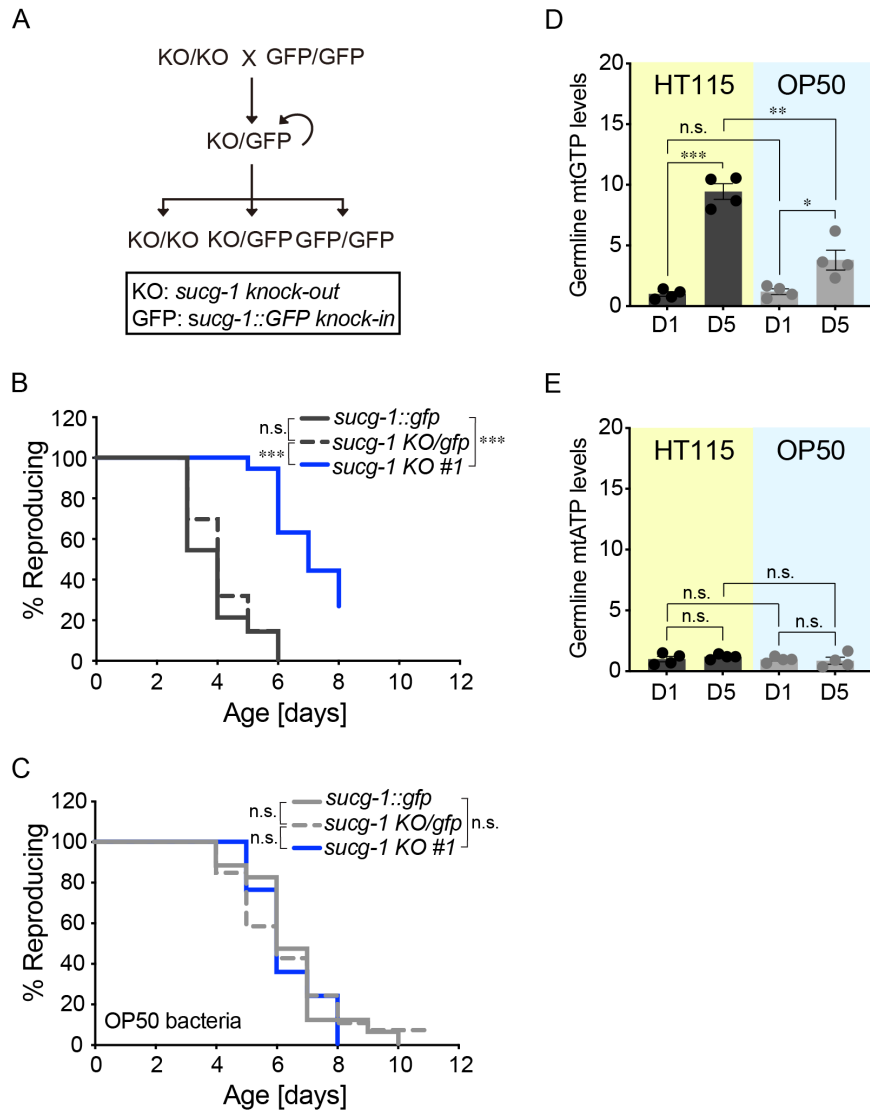 A
KO/KO X GFP/GFP
KO/GFP
KO/KO KO/GFP GFP/GFP
KO: sucg-1 knock-out
GFP: sucg-1::GFP knock-in
B
% Reproducing
120
100
80
60
40
20
0
0 2 4 6 8 10 12
Age [days]
n.s.
***
***
sucg-1::gfp
sucg-1 KO/gfp
sucg-1 KO #1
C
% Reproducing
120
100
80
60
40
20
0
0 2 4 6 8 10 12
Age [days]
OP50 bacteria
n.s.
n.s.
n.s.
sucg-1::gfp
sucg-1 KO/gfp
sucg-1 KO #1
D
Germline mtGTP levels
20
15
10
5
0
HT115 OP50
**
n.s.
***
*
D1 D5 D1 D5
E
Germline mtATP levels
20
15
10
5
0
HT115 OP50
n.s.
n.s.
n.s. n.s.
D1 D5 D1 D5